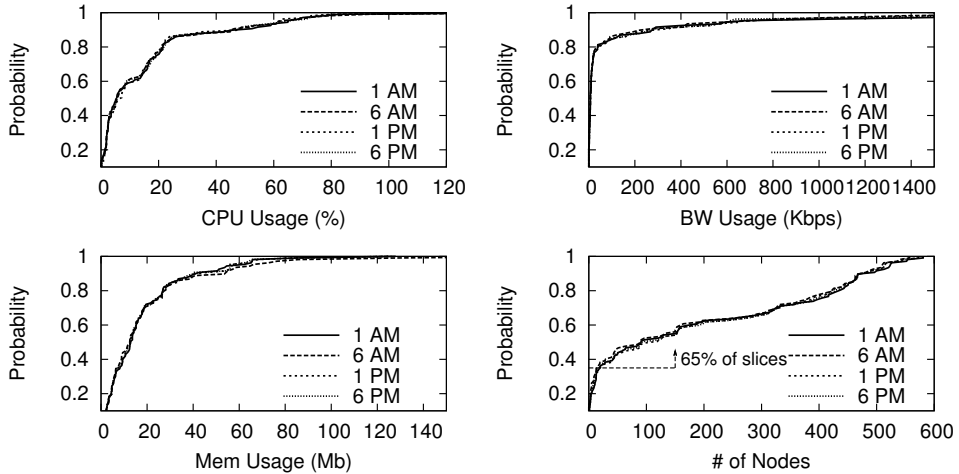 Probability
1
0.8
0.6
0.4
0.2
0 20 40 60 80 100 120
CPU Usage (%)
1 AM
6 AM
1 PM
6 PM
Probability
1
0.8
0.6
0.4
0.2
0 200 400 600 800 1000 1200 1400
BW Usage (Kbps)
1 AM
6 AM
1 PM
6 PM
Probability
1
0.8
0.6
0.4
0.2
0 20 40 60 80 100 120 140
Mem Usage (Mb)
1 AM
6 AM
1 PM
6 PM
Probability
1
0.8
0.6
0.4
0.2
0 100 200 300 400 500 600
# of Nodes
65% of slices
1 AM
6 AM
1 PM
6 PM